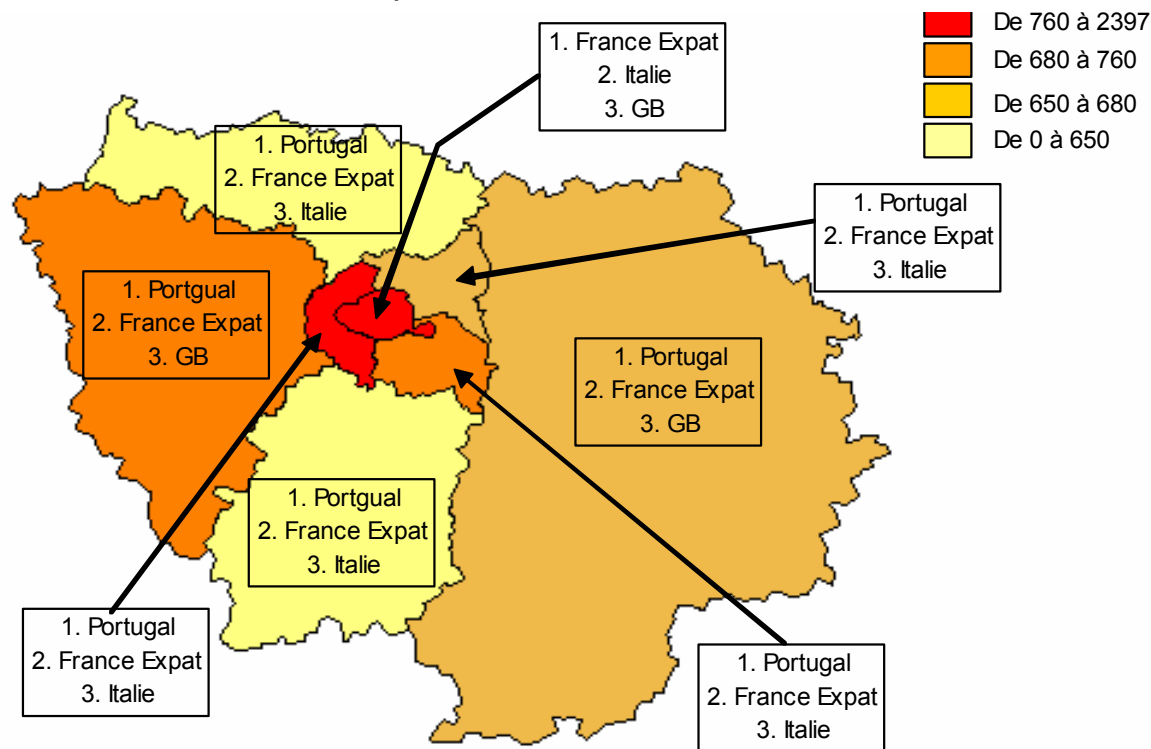 De 760 à 2397
De 680 à 760
De 650 à 680
De 0 à 650
1. France Expat
2. Italie
3. GB
1. Portugal
2. France Expat
3. Italie
1. Portugal
2. France Expat
3. Italie
1. Portgual
2. France Expat
3. GB
1. Portugal
2. France Expat
3. GB
1. Portgual
2. France Expat
3. Italie
1. Portugal
2. France Expat
3. Italie
1. Portugal
2. France Expat
3. Italie